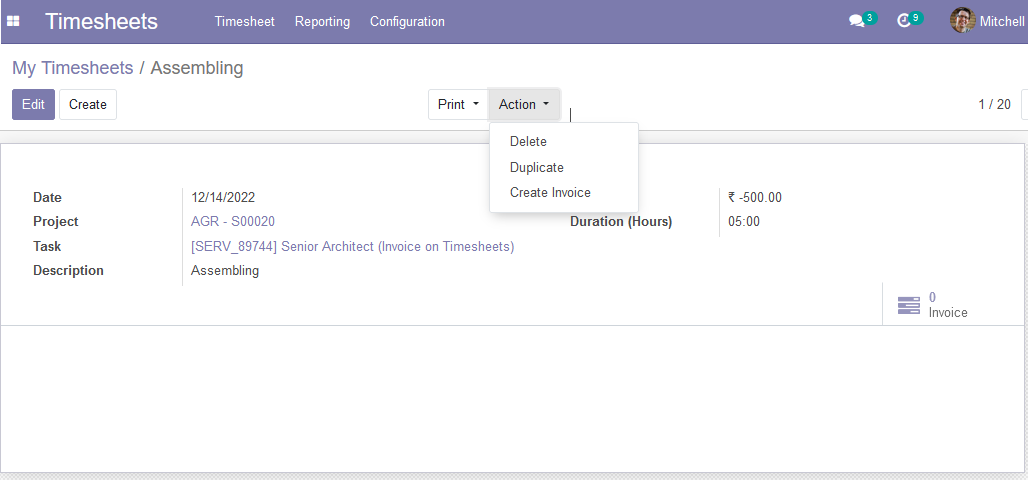 Timesheets Timesheet Reporting Configuration 3 9 Mitchell
My Timesheets / Assembling
Edit Create Print Action 1 / 20
Delete
Duplicate
Create Invoice
Date 12/14/2022 ₹ -500.00
Project AGR - S00020 Duration (Hours) 05:00
Task [SERV_89744] Senior Architect (Invoice on Timesheets)
Description Assembling
0
Invoice